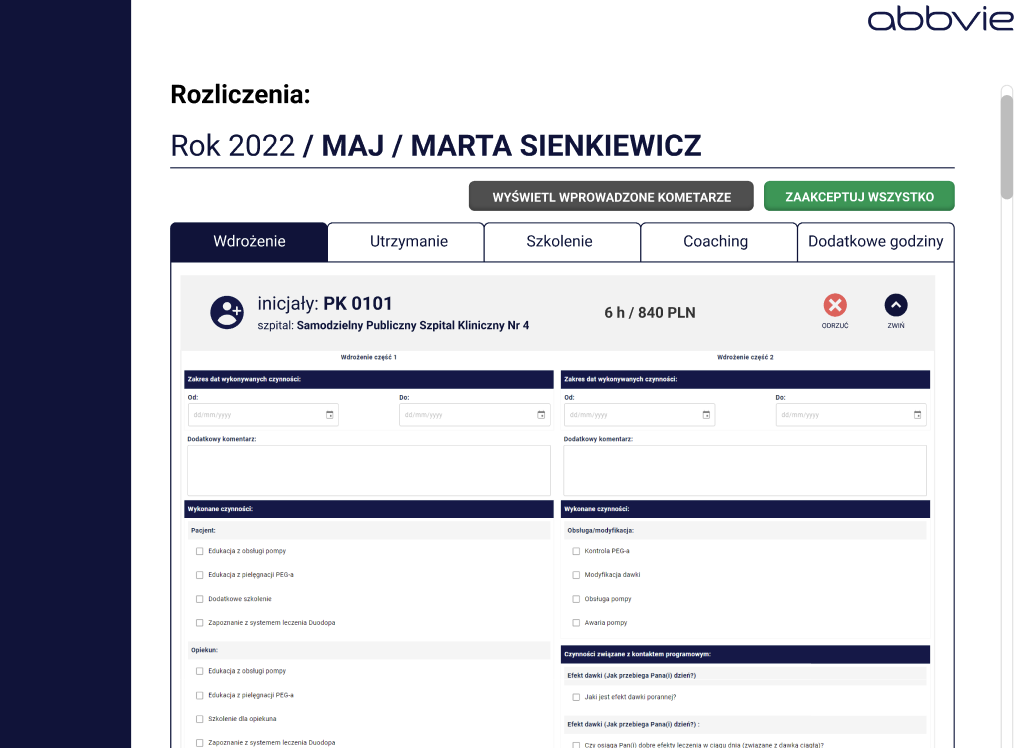 abbvie
Rozliczenia:
Rok 2022 / MAJ / MARTA SIENKIEWICZ
WYŚWIETL WPROWADZONE KOMETARZE
ZAAKCEPTUJ WSZYSTKO
Wdrożenie
Utrzymanie
Szkolenie
Coaching
Dodatkowe godziny
inicjały: PK 0101
szpital: Samodzielny Publiczny Szpital Kliniczny Nr 4
6 h / 840 PLN
ODRZUĆ
ZWIŃ
Wdrożenie część 1
Zakres dat wykonywanych czynności:
Od:
Do:
dd/mm/yyyy
dd/mm/yyyy
Dodatkowy komentarz:
Wykonane czynności:
Pacjent:
Edukacja z obsługi pompy
Edukacja z pielęgnacji PEG-a
Dodatkowe szkolenie
Zapoznanie z systemem leczenia Duodopa
Opiekun:
Edukacja z obsługi pompy
Edukacja z pielęgnacji PEG-a
Szkolenie dla opiekuna
Zapoznanie z systemem leczenia Duodopa
Wdrożenie część 2
Zakres dat wykonywanych czynności:
Od:
Do:
dd/mm/yyyy
dd/mm/yyyy
Dodatkowy komentarz:
Wykonane czynności:
Obsługa/modyfikacja:
Kontrola PEG-a
Modyfikacja dawki
Obsługa pompy
Awaria pompy
Czynności związane z kontaktem programowym:
Efekt dawki (Jak przebiega Pana(i) dzień?)
Jaki jest efekt dawki porannej?
Efekt dawki (Jak przebiega Pana(i) dzień?) :
Czy osiąga Pan(i) dobre efekty leczenia w ciągu dnia (związane z dawką ciągłą)?